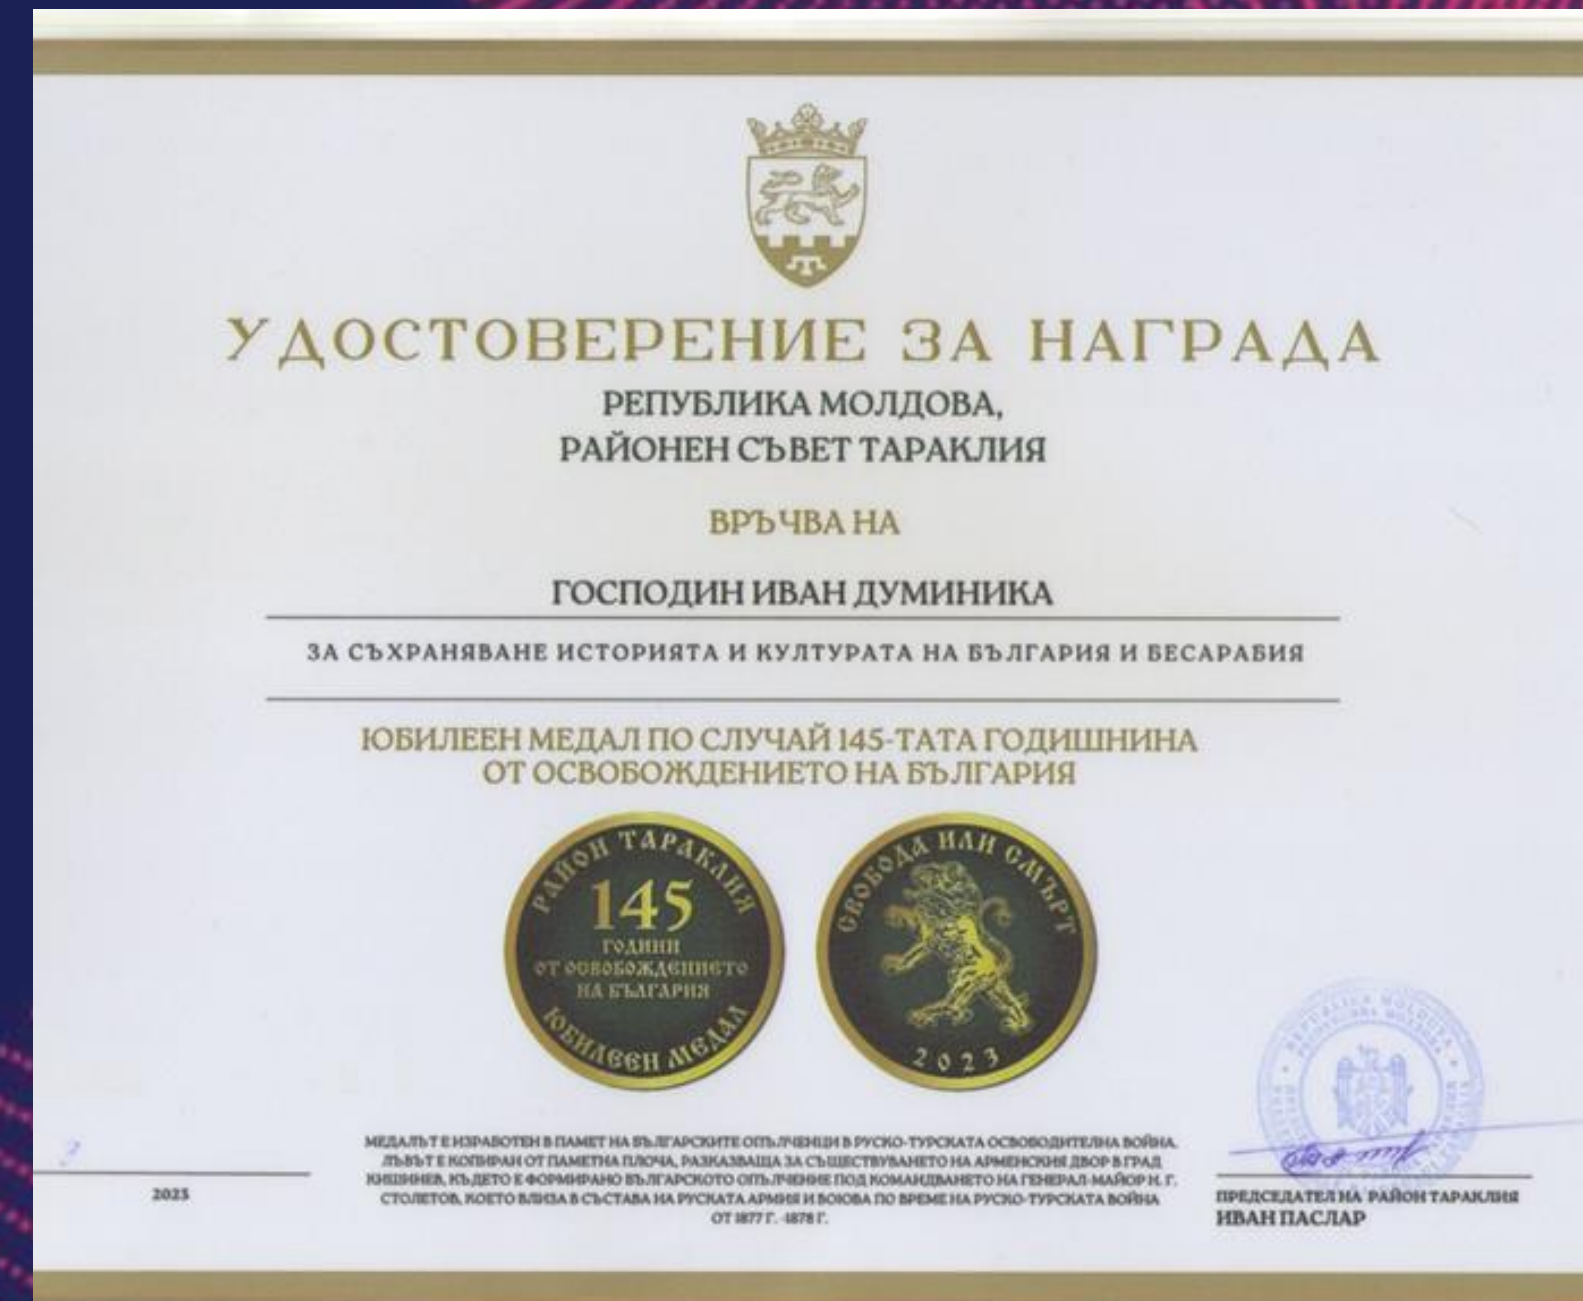 УДОСТОВЕРЕНИЕ ЗА НАГРАДА
РЕПУБЛИКА МОЛДОВА,
РАЙОНЕН СЪВЕТ ТАРАКЛИЯ
ВРЪЧВА НА
ГОСПОДИН ИВАН ДУМИНИКА
ЗА СЪХРАНЯВАНЕ ИСТОРИЯТА И КУЛТУРАТА НА БЪЛГАРИЯ И БЕСАРАБИЯ
ЮБИЛЕЕН МЕДАЛ ПО СЛУЧАЙ 145-ТАТА ГОДИШНИНА
ОТ ОСВОБОЖДЕНИЕТО НА БЪЛГАРИЯ
РАЙОН ТАРАКЛИЯ
145
ГОДИНИ
ОТ ОСВОБОЖДЕНИЕТО
НА БЪЛГАРИЯ
ЮБИЛЕЕН МЕДАЛ
СВОБОДА ИЛИ СМЪРТ
2023
МЕДАЛЪТ Е ИЗРАБОТЕН В ПАМЕТ НА БЪЛГАРСКИТЕ ОПЪЛЧЕНЦИ В РУСКО-ТУРСКАТА ОСВОБОДИТЕЛНА ВОЙНА.
ЛЪВЪТ Е КОПИРАН ОТ ПАМЕТНА ПЛОЧА, РАЗКАЗВАЩА ЗА СЪЩЕСТВУВАНЕТО НА АРМЕНСКИЯ ДВОР В ГРАД
КИШИНЕВ, КЪДЕТО Е ФОРМИРАНО БЪЛГАРСКОТО ОПЪЛЧЕНИЕ ПОД КОМАНДВАНЕТО НА ГЕНЕРАЛ-МАЙОР Н. Г.
СТОЛЕТОВ, КОЕТО ВЛИЗА В СЪСТАВА НА РУСКАТА АРМИЯ И ВОЮВА ПО ВРЕМЕ НА РУСКО-ТУРСКАТА ВОЙНА
ОТ 1877 Г. -1878 Г.
2023
REPUBLICA MOLDOVA
ПРЕДСЕДАТЕЛ НА РАЙОН ТАРАКЛИЯ
ИВАН ПАСЛАР